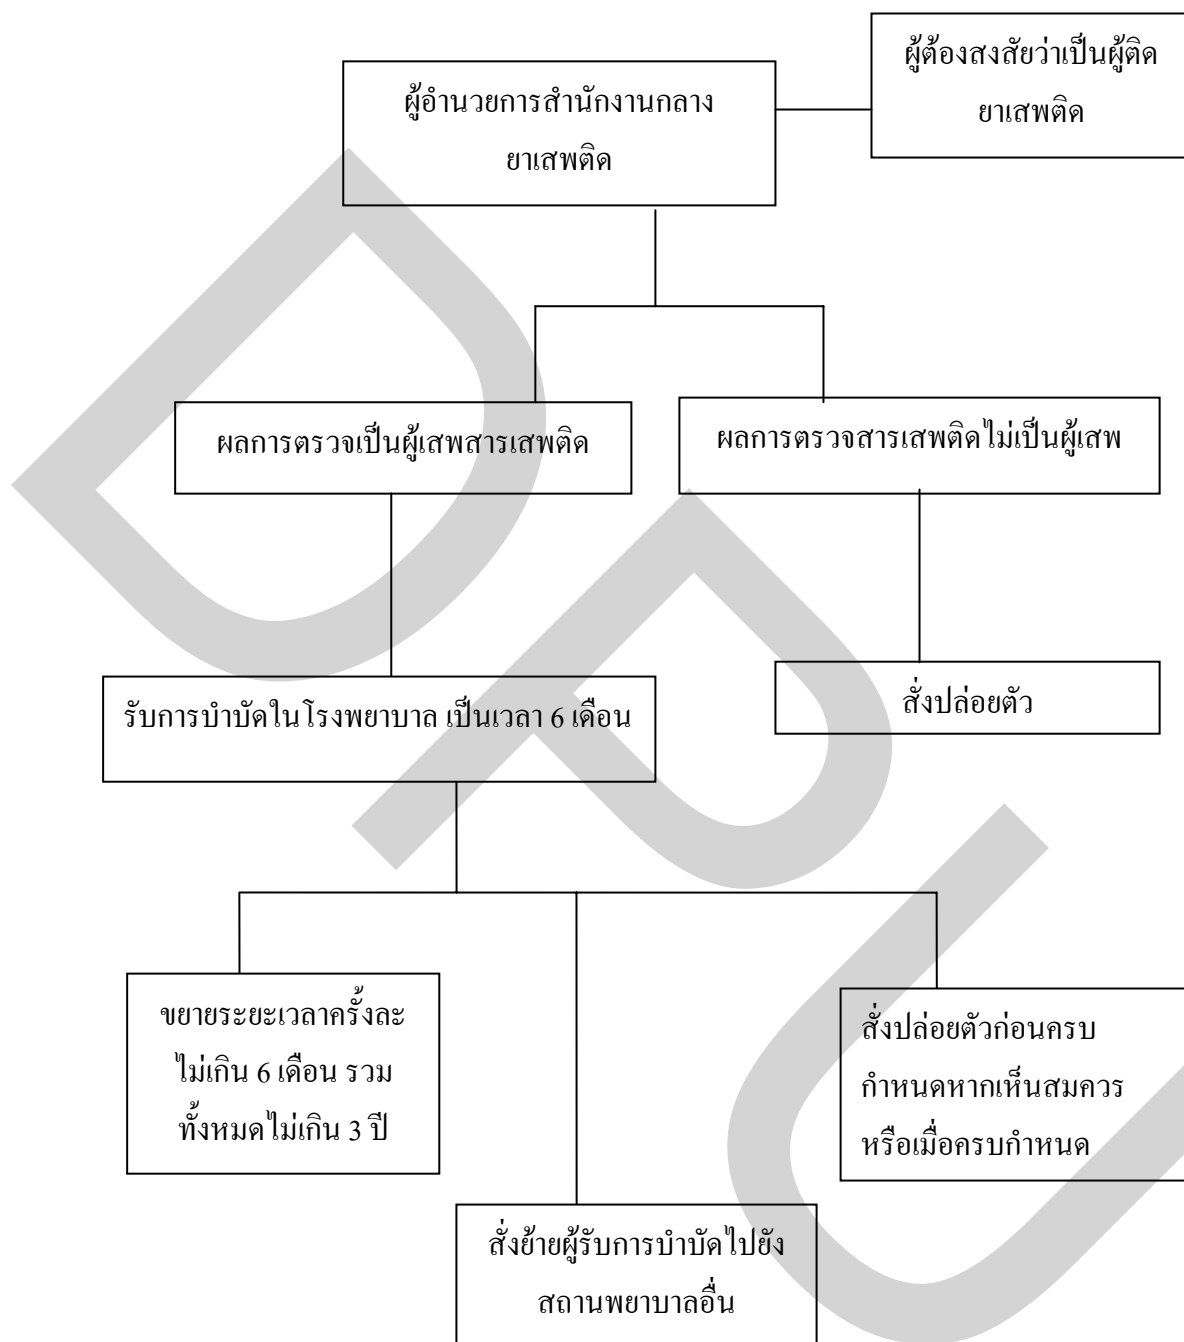 ผู้ต้องสงสัยว่าเป็นผู้ติด
ยาเสพติด
ผู้อำนวยการสำนักงานกลาง
ยาเสพติด
ผลการตรวจเป็นผู้เสพสารเสพติด
ผลการตรวจสารเสพติดไม่เป็นผู้เสพ
รับการบำบัดในโรงพยาบาล เป็นเวลา 6 เดือน
สั่งปล่อยตัว
ขยายระยะเวลาครั้งละ
ไม่เกิน 6 เดือน รวม
ทั้งหมดไม่เกิน 3 ปี
สั่งปล่อยตัวก่อนครบ
กำหนดหากเห็นสมควร
หรือเมื่อครบกำหนด
สั่งย้ายผู้รับการบำบัดไปยัง
สถานพยาบาลอื่น
DPU